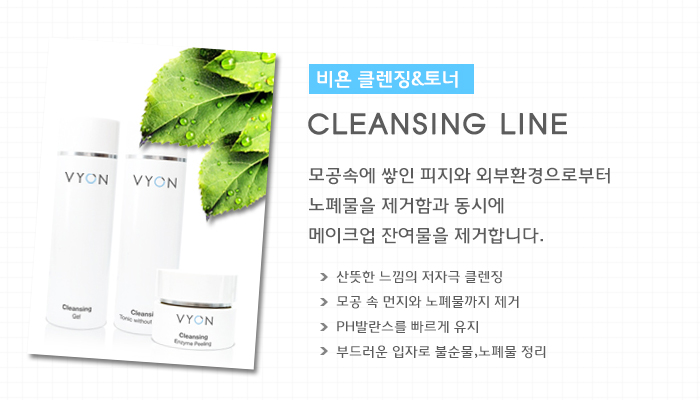 비욘 클렌징&토너
CLEANSING LINE
모공속에 쌓인 피지와 외부환경으로부터
노폐물을 제거함과 동시에
메이크업 잔여물을 제거합니다.
산뜻한 느낌의 저자극 클렌징
모공 속 먼지와 노폐물까지 제거
PH발란스를 빠르게 유지
부드러운 입자로 불순물,노폐물 정리
VYON
Cleansing
Gel
VYON
Cleansi
Tonic without
VYON
Cleansing
Enzyme Peeling